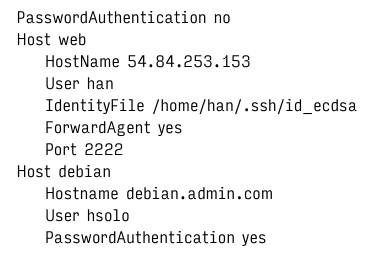 PasswordAuthentication no
Host web
    HostName 54.84.253.153
    User han
    IdentityFile /home/han/.ssh/id_ecdsa
    ForwardAgent yes
    Port 2222
Host debian
    Hostname debian.admin.com
    User hsolo
    PasswordAuthentication yes